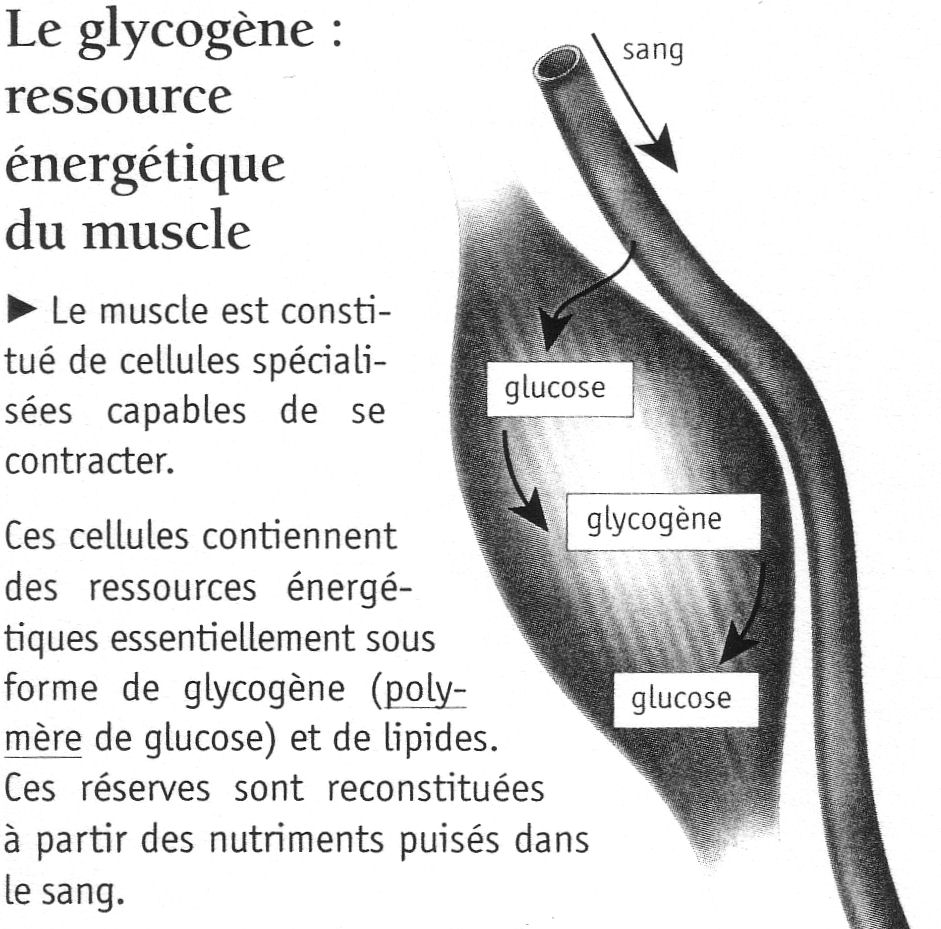 Le glycogène :
ressource
énergétique
du muscle
► Le muscle est consti-
tué de cellules spéciali-
sées capables de se
contracter.
Ces cellules contiennent
des ressources énergé-
tiques essentiellement sous
forme de glycogène (poly-
mère de glucose) et de lipides.
Ces réserves sont reconstituées
à partir des nutriments puisés dans
le sang.
sang
glucose
glycogène
glucose